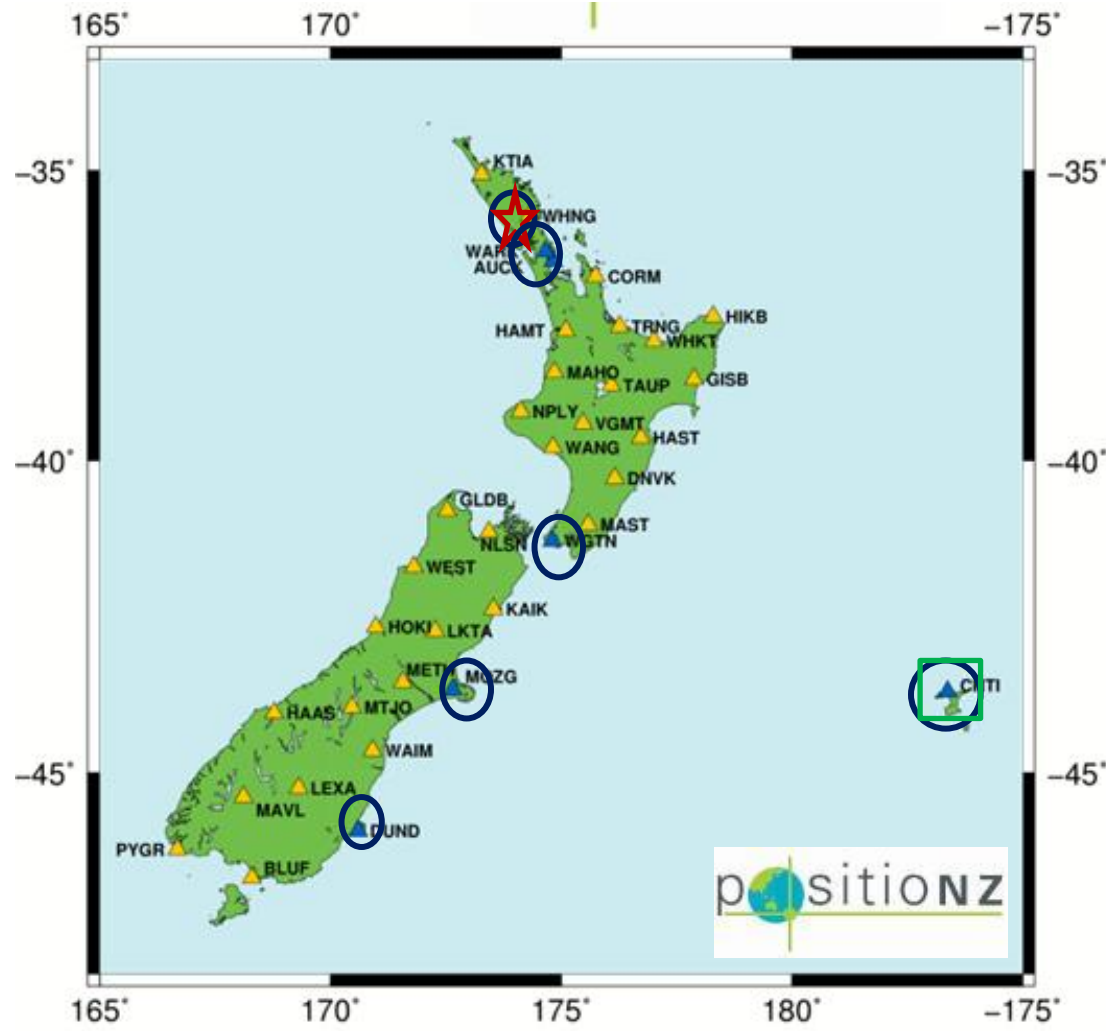 165° 170° -175°
KTIA
-35° -35°
WHNG
WAR
AUCK
CORM
HIKB
TRNG
HAMT
WHKT
MAHO
GISB
TAUP
NPLY
VGMT
HAST
WANG
-40° -40°
DNVK
GLDB
MAST
NLSN
WGTN
WEST
KAIK
HOKI
LKTA
METH
MQZG
CHTI
HAAS
MTJO
WAIM
-45° -45°
LEXA
MAVL
DUND
PYGR
BLUF
positioNZ
165° 170° 175° 180° -175°